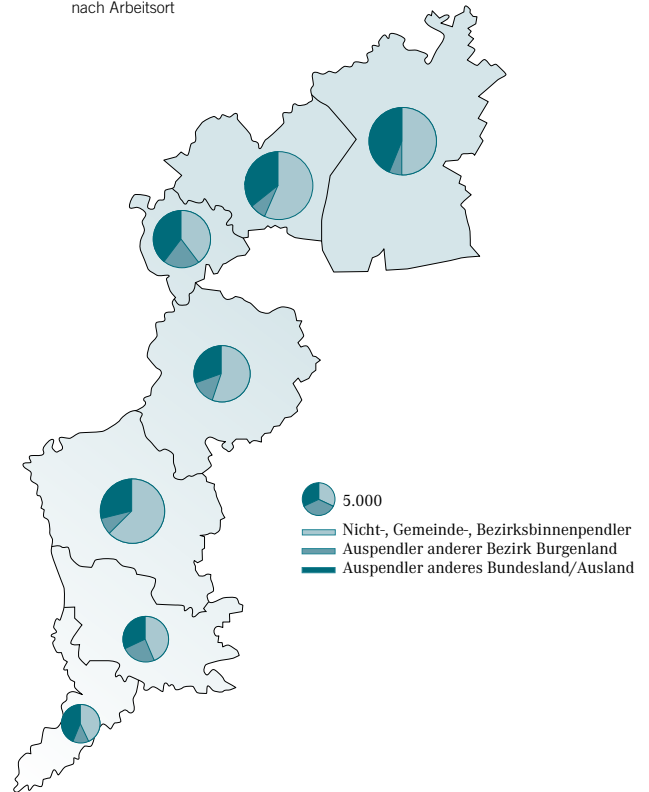 nach Arbeitsort
5.000
Nicht-, Gemeinde-, Bezirksbinnenpendler
Auspendler anderer Bezirk Burgenland
Auspendler anderes Bundesland/Ausland